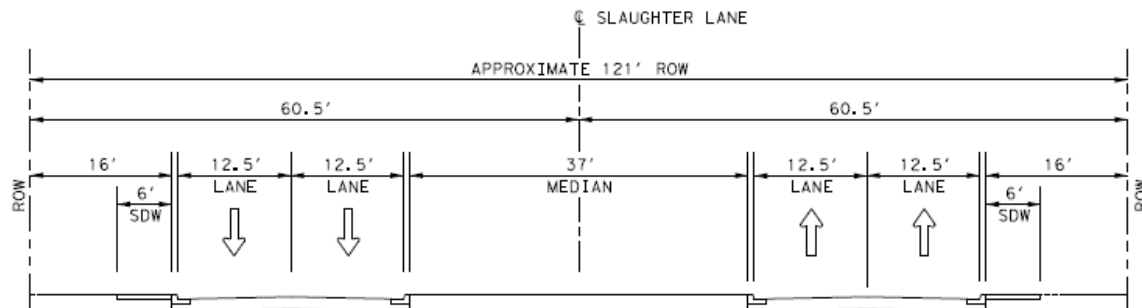 ℄ SLAUGHTER LANE
APPROXIMATE 121' ROW
60.5' 60.5'
16' 12.5' 12.5' 37' 12.5' 12.5' 16'
LANE LANE MEDIAN LANE LANE
6' 6'
SDW SDW
ROW ROW